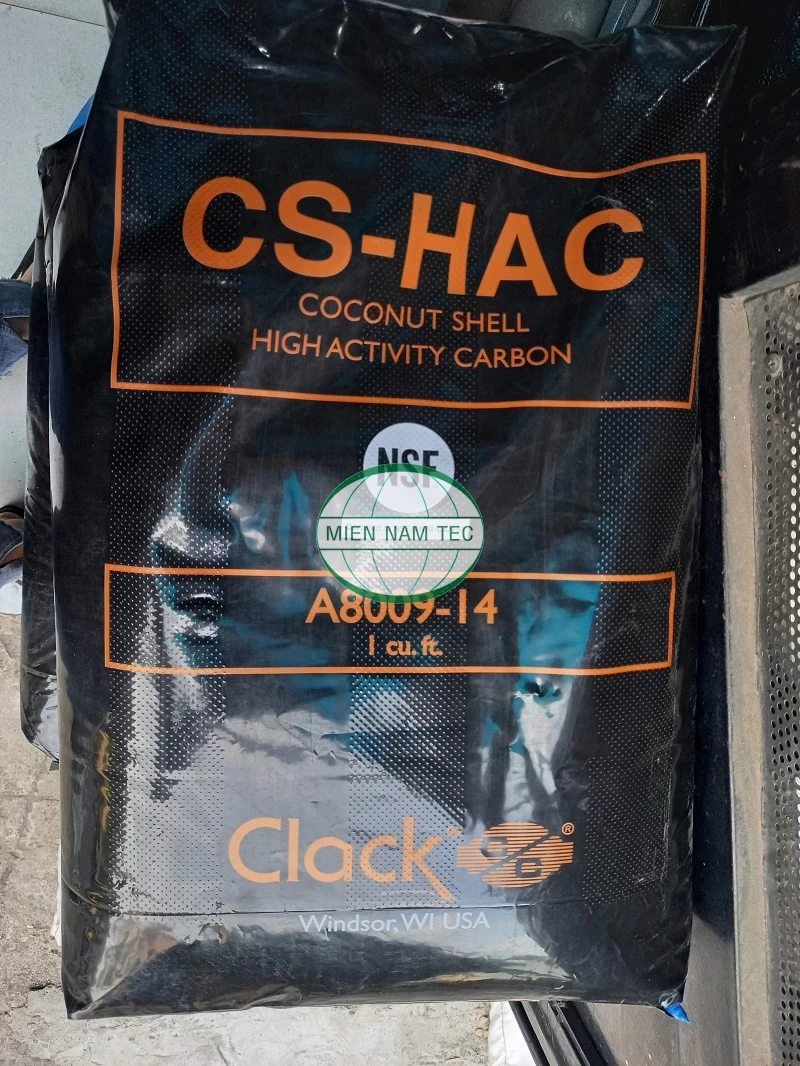 CS-HAC
COCONUT SHELL
HIGH ACTIVITY CARBON
NSF
MIEN NAM TEC
A8009-14
1 cu. ft.
Clack®
Windsor, WI USA